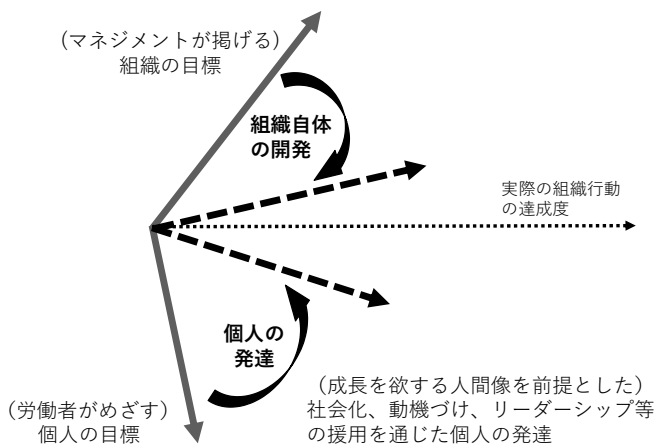 （マネジメントが掲げる）
組織の目標
組織自体
の開発
実際の組織行動
の達成度
個人の
発達
（労働者がめざす）
個人の目標
（成長を欲する人間像を前提とした）
社会化、動機づけ、リーダーシップ等
の援用を通じた個人の発達